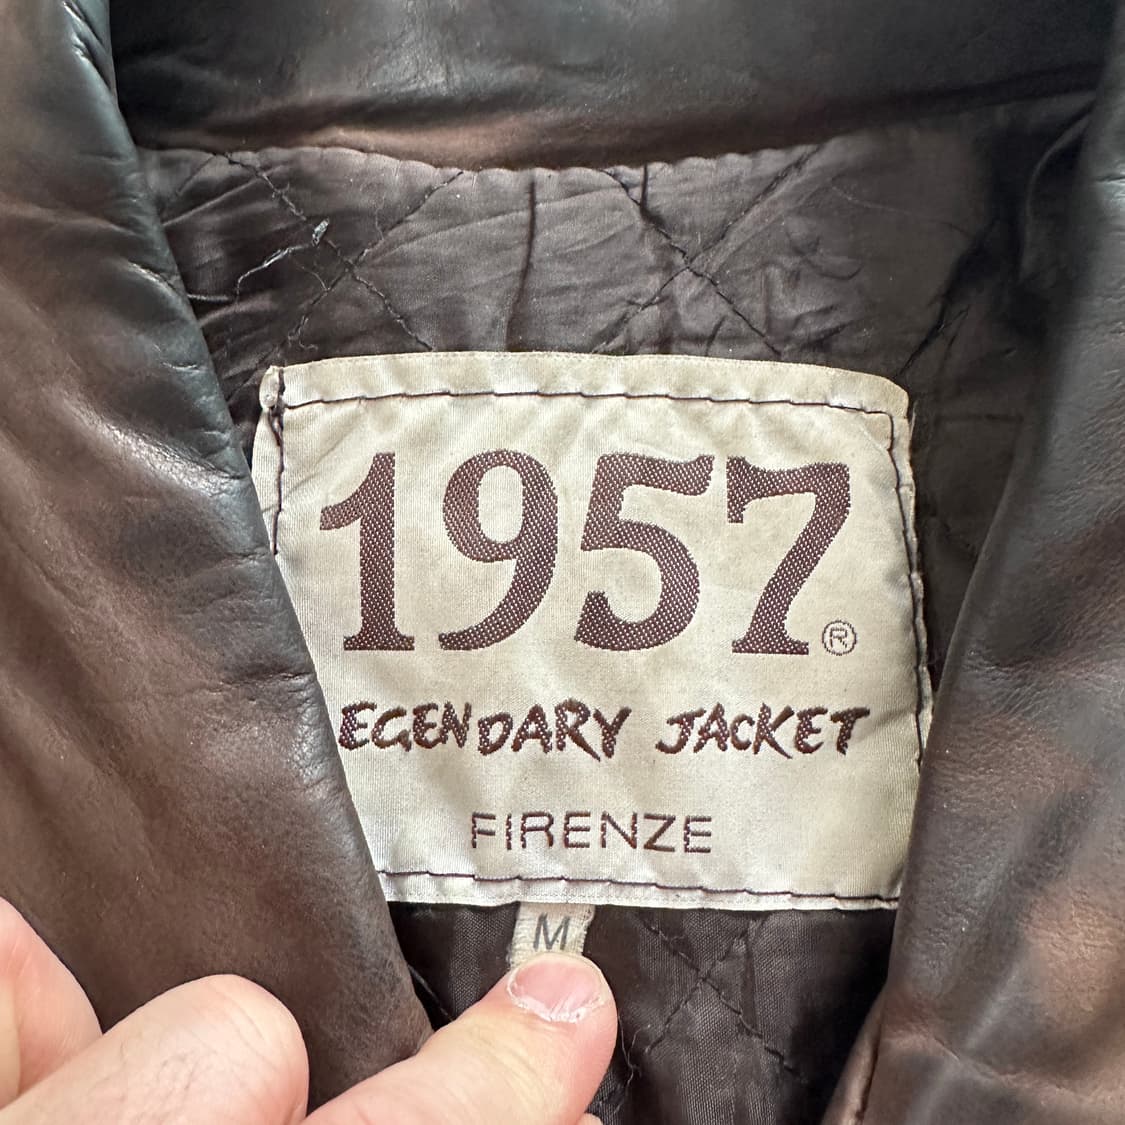 1957®
EGENDARY JACKET
FIRENZE
M